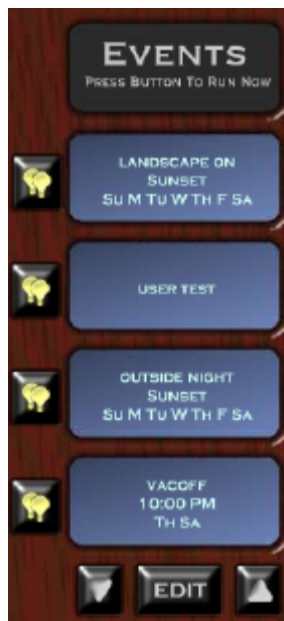 EVENTS
PRESS BUTTON TO RUN NOW
LANDSCAPE ON
SUNSET
SU M TU W TH F SA
USER TEST
OUTSIDE NIGHT
SUNSET
SU M TU W TH F SA
VACOFF
10:00 PM
TH SA
EDIT